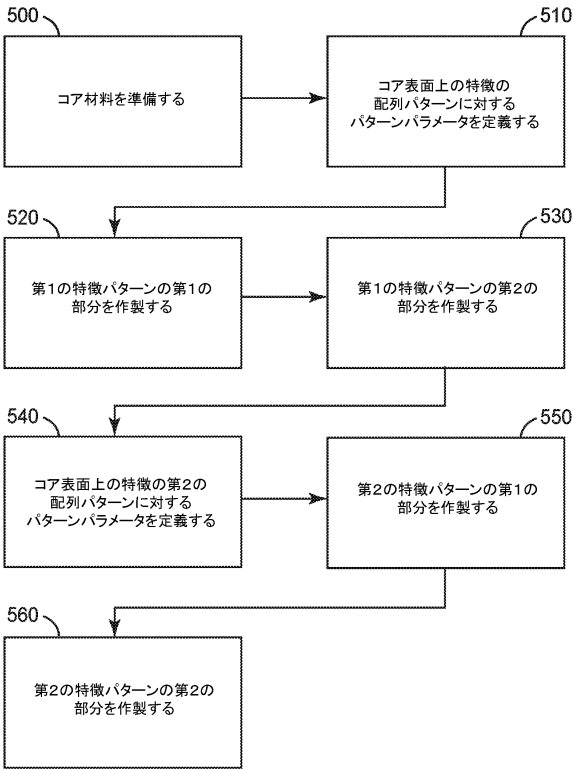 500
コア材料を準備する
510
コア表面上の特徴の
配列パターンに対する
パターンパラメータを定義する
520
第1の特徴パターンの第1の
部分を作製する
530
第1の特徴パターンの第2の
部分を作製する
540
コア表面上の特徴の第2の
配列パターンに対する
パターンパラメータを定義する
550
第2の特徴パターンの第1の
部分を作製する
560
第2の特徴パターンの第2の
部分を作製する